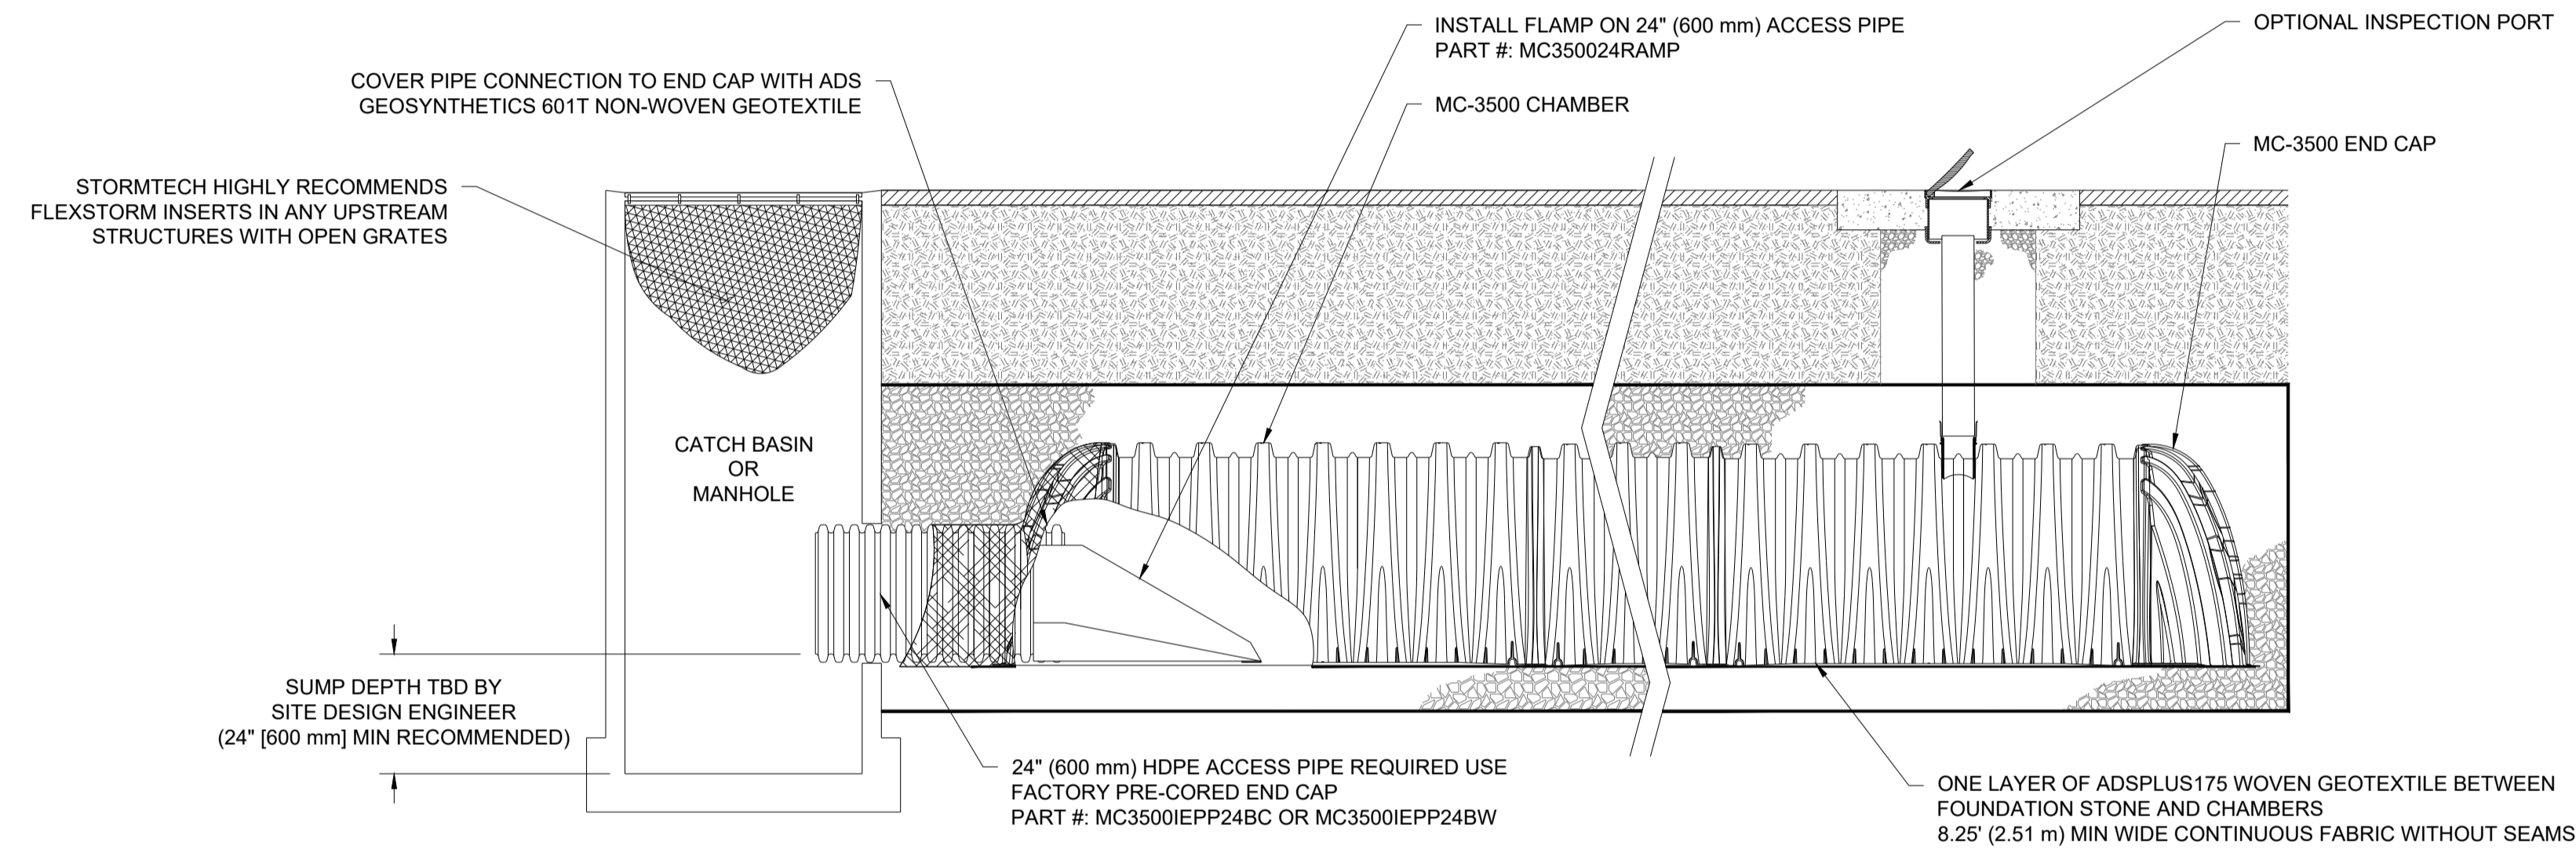 INSTALL FLAMP ON 24" (600 mm) ACCESS PIPE
PART #: MC350024RAMP
OPTIONAL INSPECTION PORT
COVER PIPE CONNECTION TO END CAP WITH ADS
GEOSYNTHETICS 601T NON-WOVEN GEOTEXTILE
MC-3500 CHAMBER
MC-3500 END CAP
STORMTECH HIGHLY RECOMMENDS
FLEXSTORM INSERTS IN ANY UPSTREAM
STRUCTURES WITH OPEN GRATES
CATCH BASIN
OR
MANHOLE
SUMP DEPTH TBD BY
SITE DESIGN ENGINEER
(24" [600 mm] MIN RECOMMENDED)
24" (600 mm) HDPE ACCESS PIPE REQUIRED USE
FACTORY PRE-CORED END CAP
PART #: MC3500IEPP24BC OR MC3500IEPP24BW
ONE LAYER OF ADSPLUS175 WOVEN GEOTEXTILE BETWEEN
FOUNDATION STONE AND CHAMBERS
8.25' (2.51 m) MIN WIDE CONTINUOUS FABRIC WITHOUT SEAMS